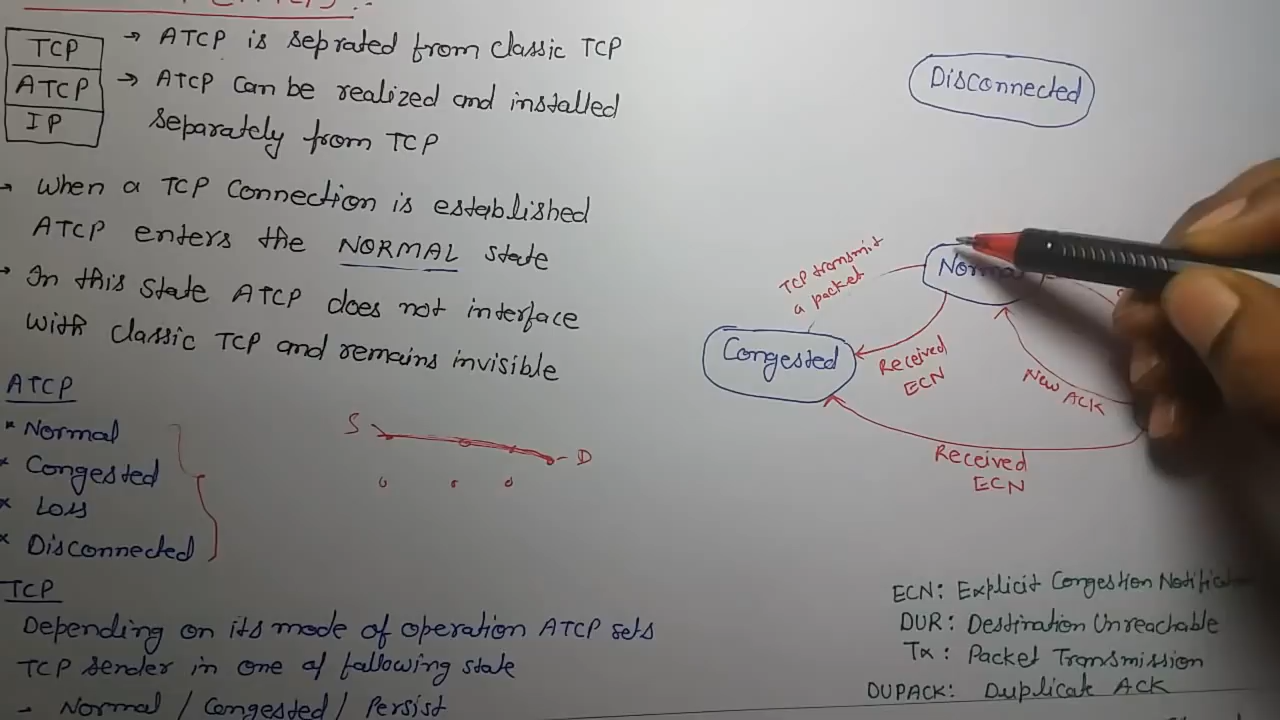 TCP
ATCP
IP
→ ATCP is seprated from classic TCP
→ ATCP can be realized and installed
separately from TCP
→ When a TCP Connection is established
ATCP enters the NORMAL state
→ In this state ATCP does not interface
with classic TCP and remains invisible
ATCP
* Normal
* Congested
* Loss
* Disconnected
S
D
TCP
Depending on its mode of operation ATCP sets
TCP sender in one of following state
- Normal / Congested / Persist
Disconnected
TCP transmit
a packet
Congested
Received
ECN
New ACK
Received
ECN
ECN: Explicit Congestion
DUR: Destination Unreachable
Tx: Packet Transmission
DUPACK: Duplicate ACK